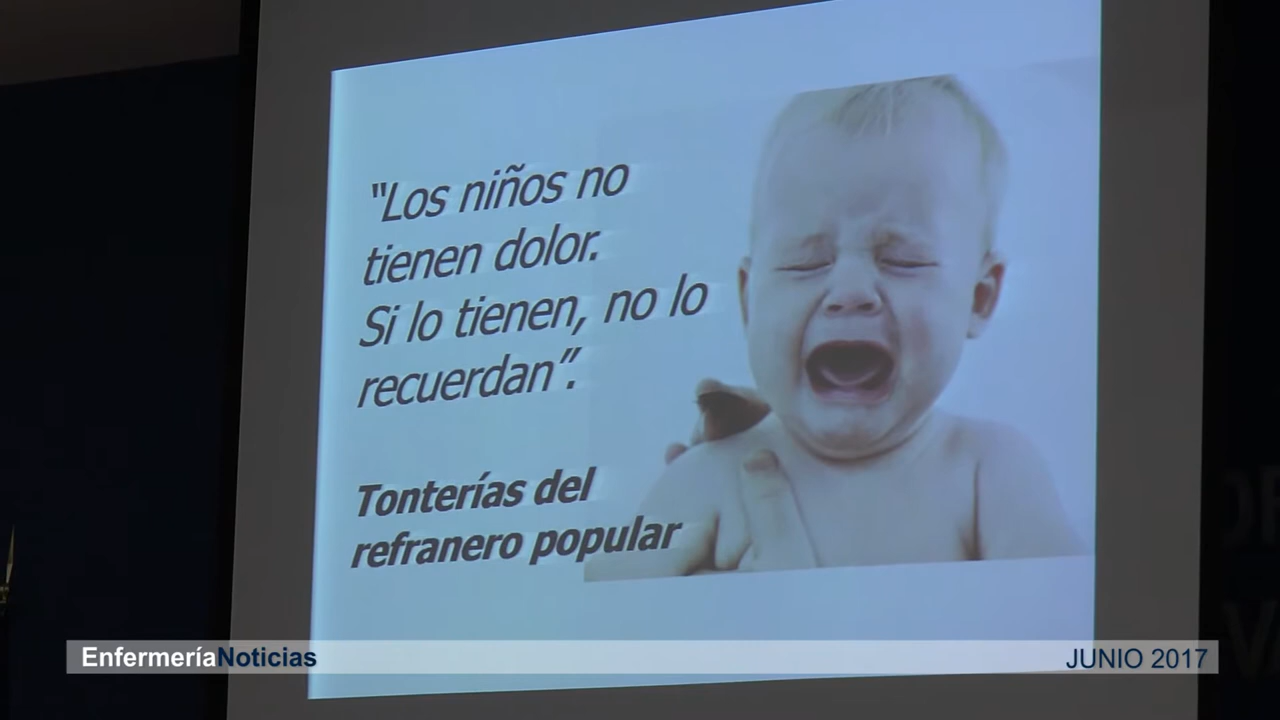 “Los niños no
tienen dolor.
Si lo tienen, no lo
recuerdan”.
Tonterías del
refranero popular
EnfermeríaNoticias
JUNIO 2017